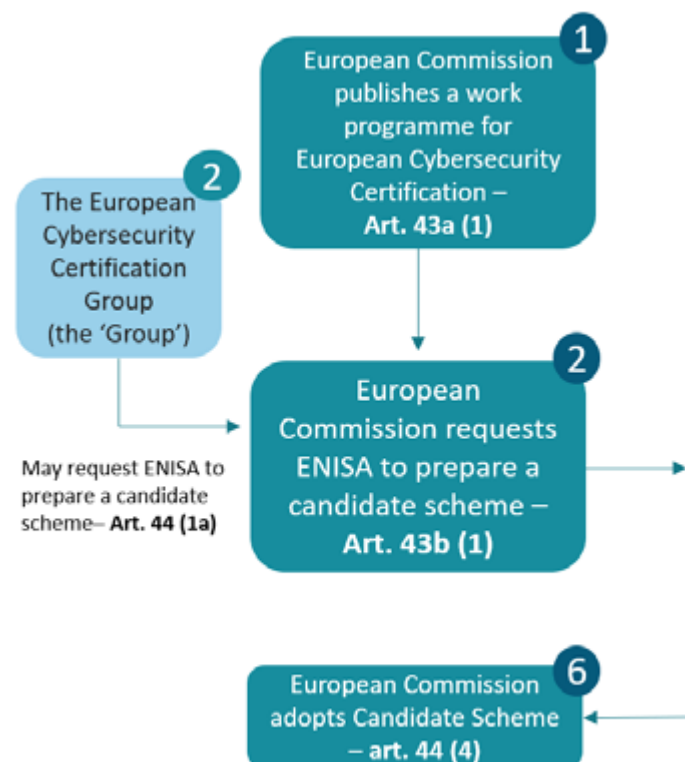 1
European Commission
publishes a work
programme for
European Cybersecurity
Certification –
Art. 43a (1)
2
The European
Cybersecurity
Certification
Group
(the ‘Group’)
2
European
Commission requests
ENISA to prepare a
candidate scheme –
Art. 43b (1)
May request ENISA to
prepare a candidate
scheme– Art. 44 (1a)
6
European Commission
adopts Candidate Scheme
– art. 44 (4)